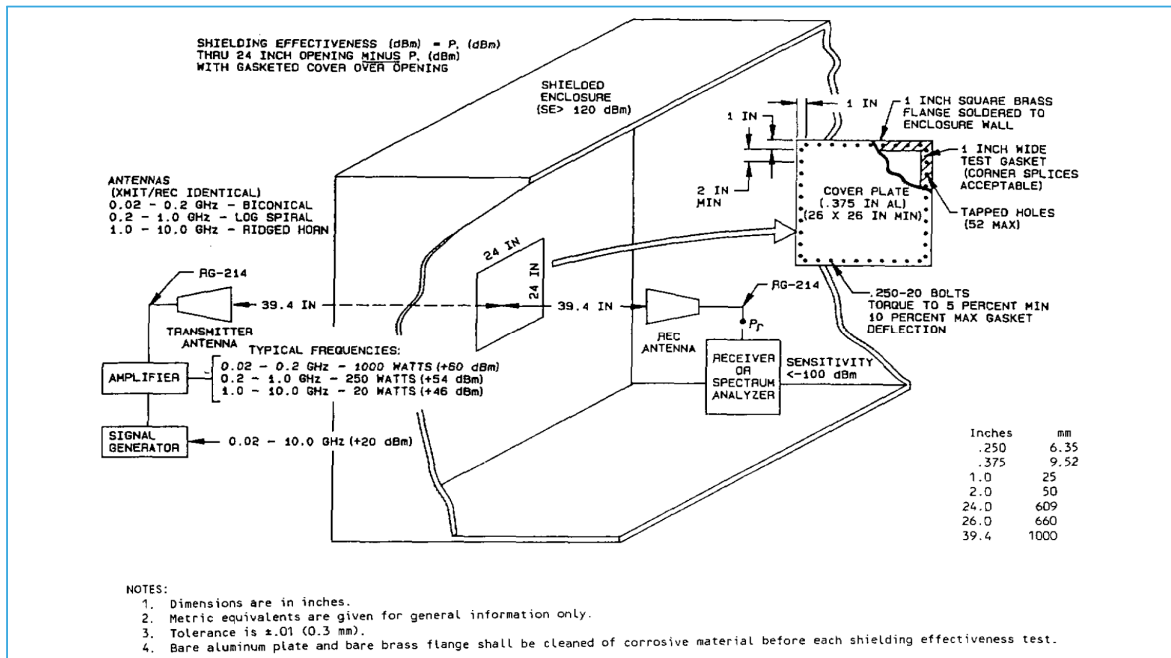 SHIELDING EFFECTIVENESS (dBm) = P, (dBm)
THRU 24 INCH OPENING MINUS P, (dBm)
WITH GASKETED COVER OVER OPENING
SHIELDED
ENCLOSURE
(SE> 120 dBm)
1 IN
1 IN
2 IN
MIN
1 INCH SQUARE BRASS
FLANGE SOLDERED TO
ENCLOSURE WALL
1 INCH WIDE
TEST GASKET
(CORNER SPLICES
ACCEPTABLE)
TAPPED HOLES
(52 MAX)
COVER PLATE
(.375 IN AL)
(26 X 26 IN MIN)
.250-20 BOLTS
TORQUE TO 5 PERCENT MIN
10 PERCENT MAX GASKET
DEFLECTION
ANTENNAS
(XMIT/REC IDENTICAL)
0.02 - 0.2 GHz - BICONICAL
0.2 - 1.0 GHz - LOG SPIRAL
1.0 - 10.0 GHz - RIDGED HORN
24 IN
24 IN
RG-214
39.4 IN
39.4 IN
RG-214
TRANSMITTER
ANTENNA
REC
ANTENNA
Pr
TYPICAL FREQUENCIES:
0.02 - 0.2 GHz - 1000 WATTS (+60 dBm)
0.2 - 1.0 GHz - 250 WATTS (+54 dBm)
1.0 - 10.0 GHz - 20 WATTS (+46 dBm)
AMPLIFIER
RECEIVER
OR
SPECTRUM
ANALYZER
SENSITIVITY
<-100 dBm
SIGNAL
GENERATOR
0.02 - 10.0 GHz (+20 dBm)
Inches mm
.250 6.35
.375 9.52
1.0 25
2.0 50
24.0 609
26.0 660
39.4 1000
NOTES:
1. Dimensions are in inches.
2. Metric equivalents are given for general information only.
3. Tolerance is ±.01 (0.3 mm).
4. Bare aluminum plate and bare brass flange shall be cleaned of corrosive material before each shielding effectiveness test.